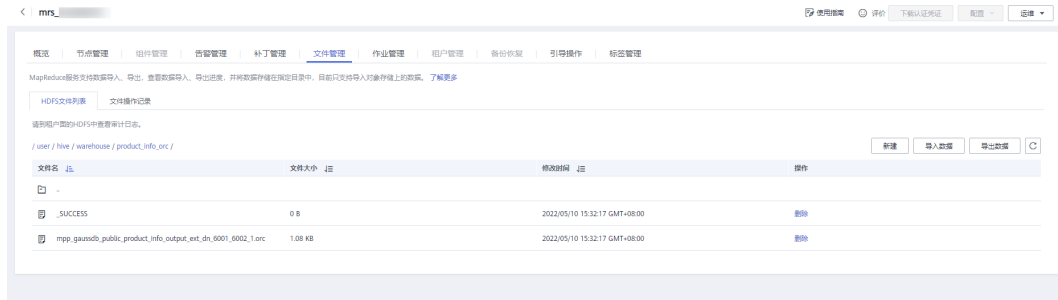 mrs_
使用指南 评价 下载认证凭证 配置 运维
概览 节点管理 组件管理 告警管理 补丁管理 文件管理 作业管理 租户管理 备份恢复 引导操作 标签管理
MapReduce服务支持数据导入、导出、查看数据导入、导出进度，并将数据存储在指定目录中，目前只支持导入对象存储上的数据。 了解更多
HDFS文件列表 文件操作记录
请到租户面的HDFS中查看审计日志。
/ user / hive / warehouse / product_info_orc /
新建 导入数据 导出数据
文件名 文件大小 修改时间 操作
..
_SUCCESS 0 B 2022/05/10 15:32:17 GMT+08:00 删除
mpp_gaussdb_public_product_info_output_ext_dn_6001_6002_1.orc 1.08 KB 2022/05/10 15:32:17 GMT+08:00 删除